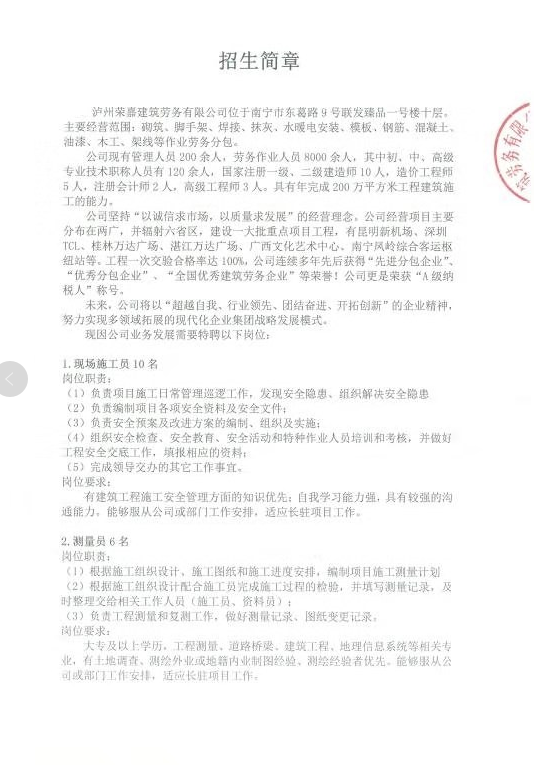 招生简章
泸州荣嘉建筑劳务有限公司位于南宁市东葛路9号联发臻品一号楼十层。
主要经营范围：砌筑、脚手架、焊接、抹灰、水暖电安装、模板、钢筋、混凝土、
油漆、木工、架线等作业劳务分包。
公司现有管理人员200余人，劳务作业人员8000余人，其中初、中、高级
专业技术职称人员有120余人，国家注册一级、二级建造师10人，造价工程师
5人，注册会计师2人，高级工程师3人。具有年完成200万平方米工程建筑施
工的能力。
公司坚持“以诚信求市场，以质量求发展”的经营理念。公司经营项目主要
分布在两广，并辐射六省区，建设一大批重点项目工程，有昆明新机场、深圳
TCL、桂林万达广场、湛江万达广场、广西文化艺术中心、南宁凤岭综合客运枢
纽站等。工程一次交验合格率达100%，公司连续多年先后获得“先进分包企业”、
“优秀分包企业”、“全国优秀建筑劳务企业”等荣誉！公司更是荣获“A级纳
税人”称号。
未来，公司将以“超越自我、行业领先、团结奋进、开拓创新”的企业精神，
努力实现多领域拓展的现代化企业集团战略发展模式。
现因公司业务发展需要特聘以下岗位：
1.现场施工员10名
岗位职责：
（1）负责项目施工日常管理巡逻工作，发现安全隐患、组织解决安全隐患
（2）负责编制项目各项安全资料及安全文件；
（3）负责安全预案及改进方案的编制、组织及实施；
（4）组织安全检查、安全教育、安全活动和特种作业人员培训和考核，并做好
工程安全交底工作，填报相应的资料；
（5）完成领导交办的其它工作事宜。
岗位要求：
有建筑工程施工安全管理方面的知识优先；自我学习能力强，具有较强的沟
通能力。能够服从公司或部门工作安排，适应长驻项目工作。
2.测量员6名
岗位职责：
（1）根据施工组织设计、施工图纸和施工进度安排，编制项目施工测量计划
（2）根据施工组织设计配合施工员完成施工过程的检验，并填写测量记录，及
时整理交给相关工作人员（施工员、资料员）；
（3）负责工程测量和复测工作，做好测量记录、图纸变更记录。
岗位要求：
大专及以上学历，工程测量、道路桥梁、建筑工程、地理信息系统等相关专
业，有土地调查、测绘外业或地籍内业制图经验、测绘经验者优先。能够服从公
司或部门工作安排，适应长驻项目工作。
筑劳务有限